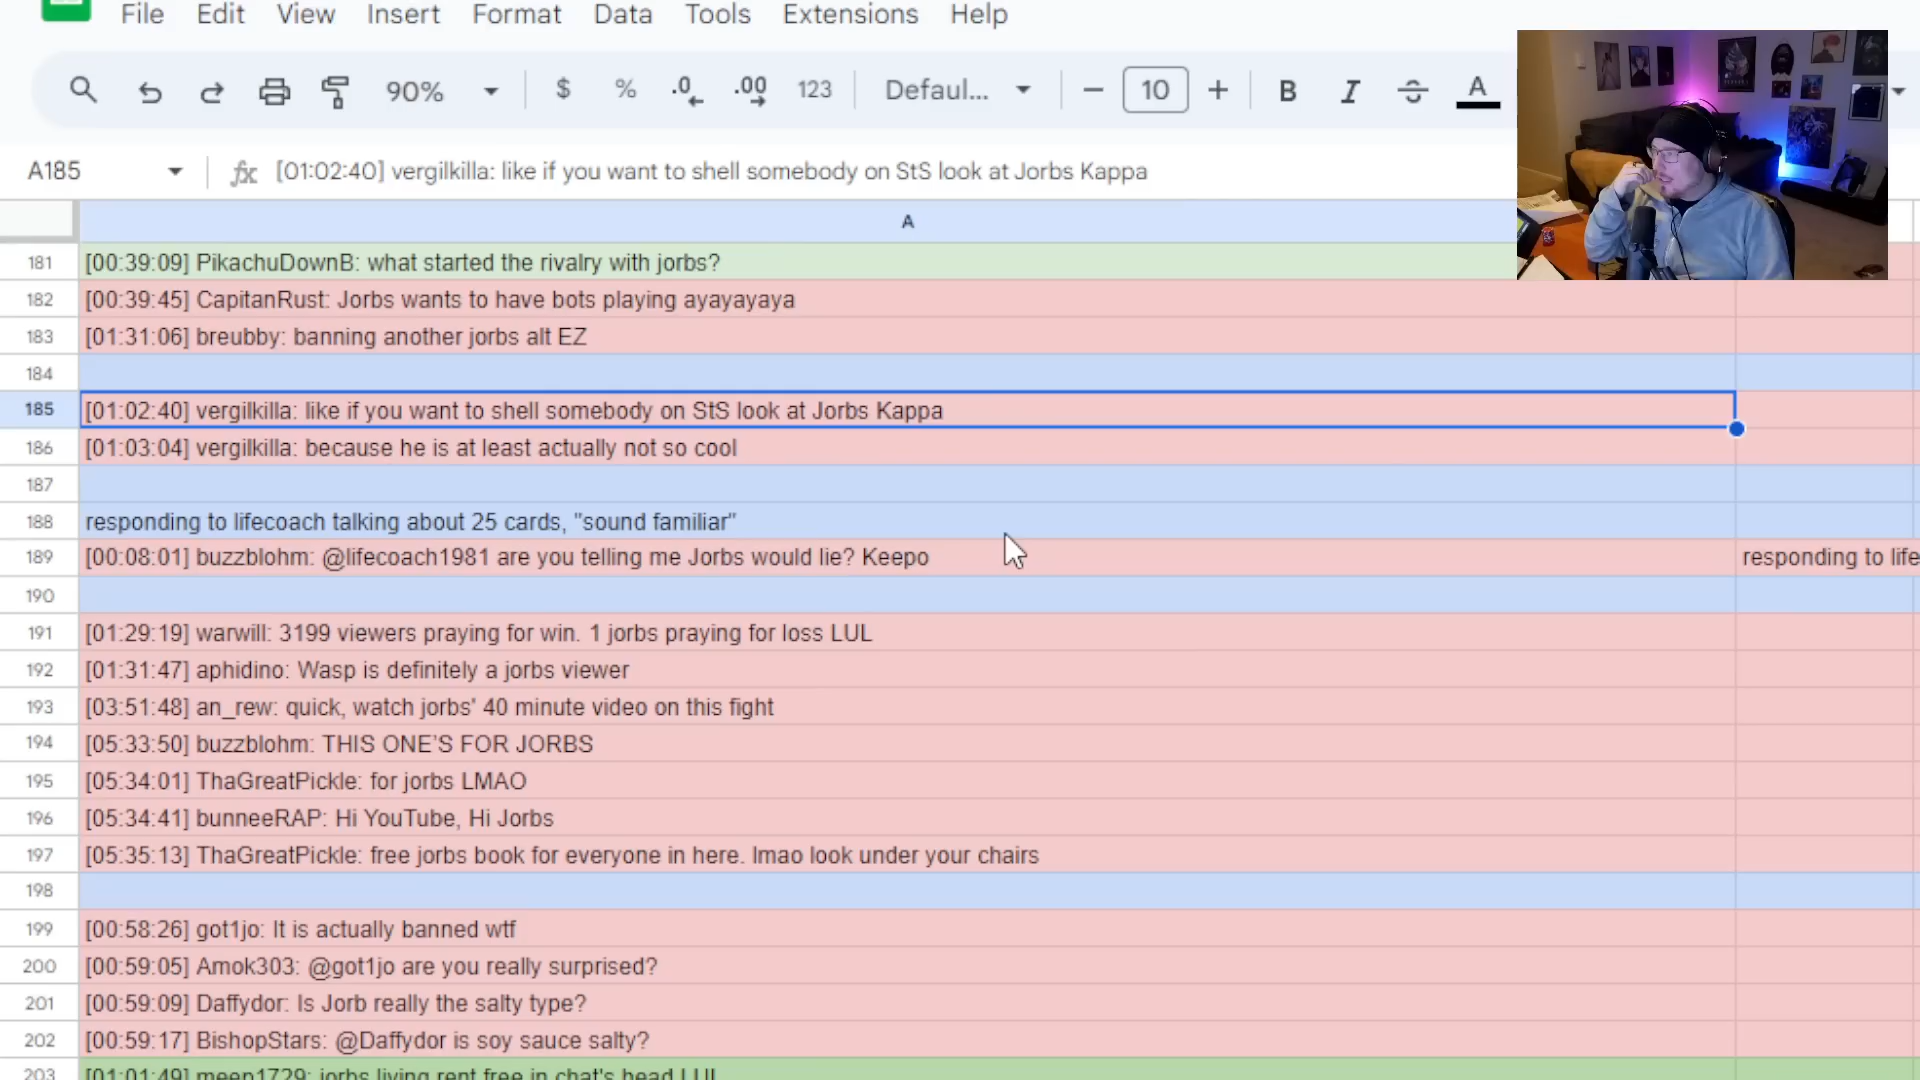 File Edit View Insert Format Data Tools Extensions Help
90% $ % .0 .00 123 Defaul... − 10 + B I S A
A185 fx [01:02:40] vergilkilla: like if you want to shell somebody on StS look at Jorbs Kappa
A
181 [00:39:09] PikachuDownB: what started the rivalry with jorbs?
182 [00:39:45] CapitanRust: Jorbs wants to have bots playing ayayayaya
183 [01:31:06] breubby: banning another jorbs alt EZ
184
185 [01:02:40] vergilkilla: like if you want to shell somebody on StS look at Jorbs Kappa
186 [01:03:04] vergilkilla: because he is at least actually not so cool
187
188 responding to lifecoach talking about 25 cards, "sound familiar"
189 [00:08:01] buzzblohm: @lifecoach1981 are you telling me Jorbs would lie? Keepo responding to life
190
191 [01:29:19] warwill: 3199 viewers praying for win. 1 jorbs praying for loss LUL
192 [01:31:47] aphidino: Wasp is definitely a jorbs viewer
193 [03:51:48] an_rew: quick, watch jorbs' 40 minute video on this fight
194 [05:33:50] buzzblohm: THIS ONE'S FOR JORBS
195 [05:34:01] ThaGreatPickle: for jorbs LMAO
196 [05:34:41] bunneeRAP: Hi YouTube, Hi Jorbs
197 [05:35:13] ThaGreatPickle: free jorbs book for everyone in here. lmao look under your chairs
198
199 [00:58:26] got1jo: It is actually banned wtf
200 [00:59:05] Amok303: @got1jo are you really surprised?
201 [00:59:09] Daffydor: Is Jorb really the salty type?
202 [00:59:17] BishopStars: @Daffydor is soy sauce salty?
203 [01:01:49] meep1729: jorbs living rent free in chat's head LUL